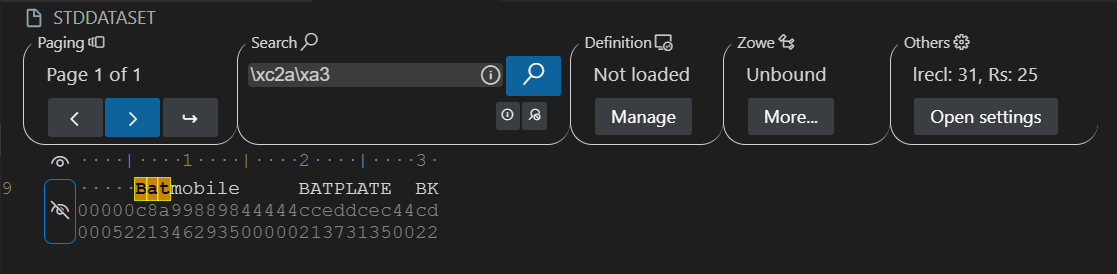 STDDATASET
Paging
Search
Definition
Zowe
Others
Page 1 of 1
\xc2a\xa3
Not loaded
Unbound
lrecl: 31, Rs: 25
Manage
More...
Open settings
····|····1····|····2····|····3·
9 ·····Batmobile     BATPLATE  BK
00000c8a99889844444cceddcec44cd
0005221346293500000213731350022